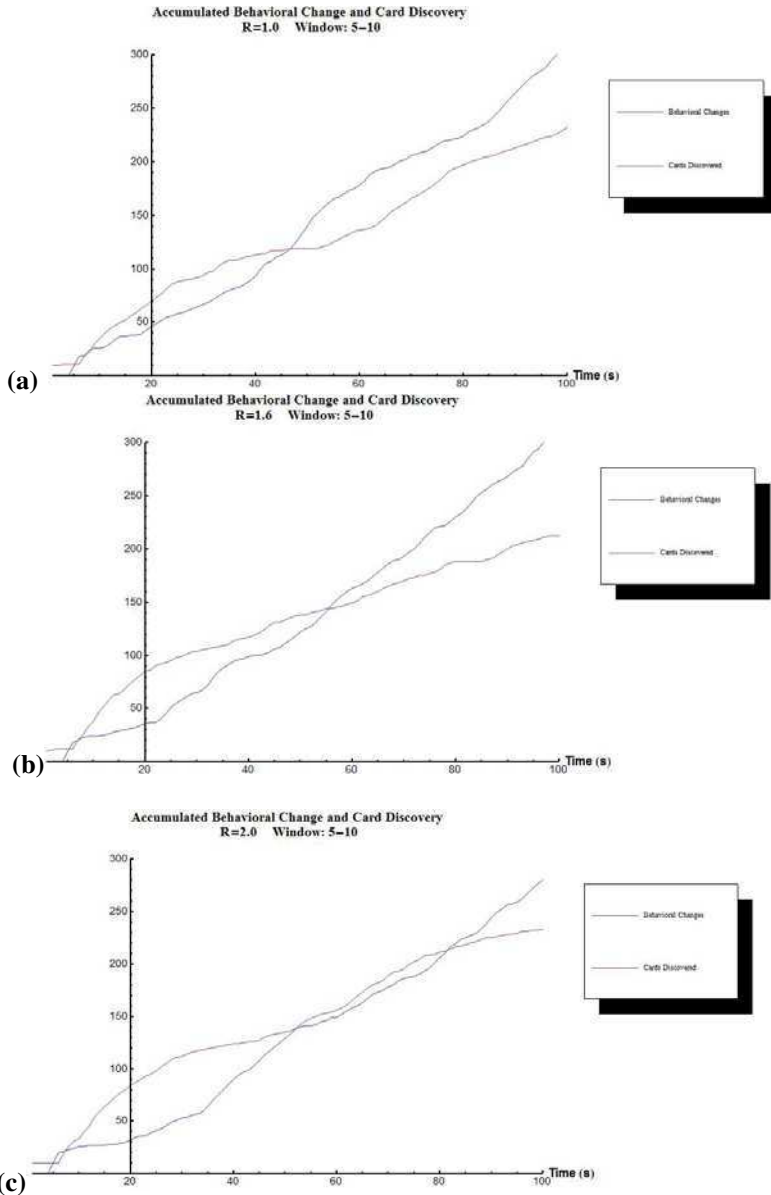 Accumulated Behavioral Change and Card Discovery
R=1.0 Window: 5–10
300
250
200
150
100
50
20
40
60
80
100
Time (s)
Behavioral Changes
Cards Discovered
(a)
Accumulated Behavioral Change and Card Discovery
R=1.6 Window: 5–10
300
250
200
150
100
50
20
40
60
80
100
Time (s)
Behavioral Changes
Cards Discovered
(b)
Accumulated Behavioral Change and Card Discovery
R=2.0 Window: 5–10
300
250
200
150
100
50
20
40
60
80
100
Time (s)
Behavioral Changes
Cards Discovered
(c)